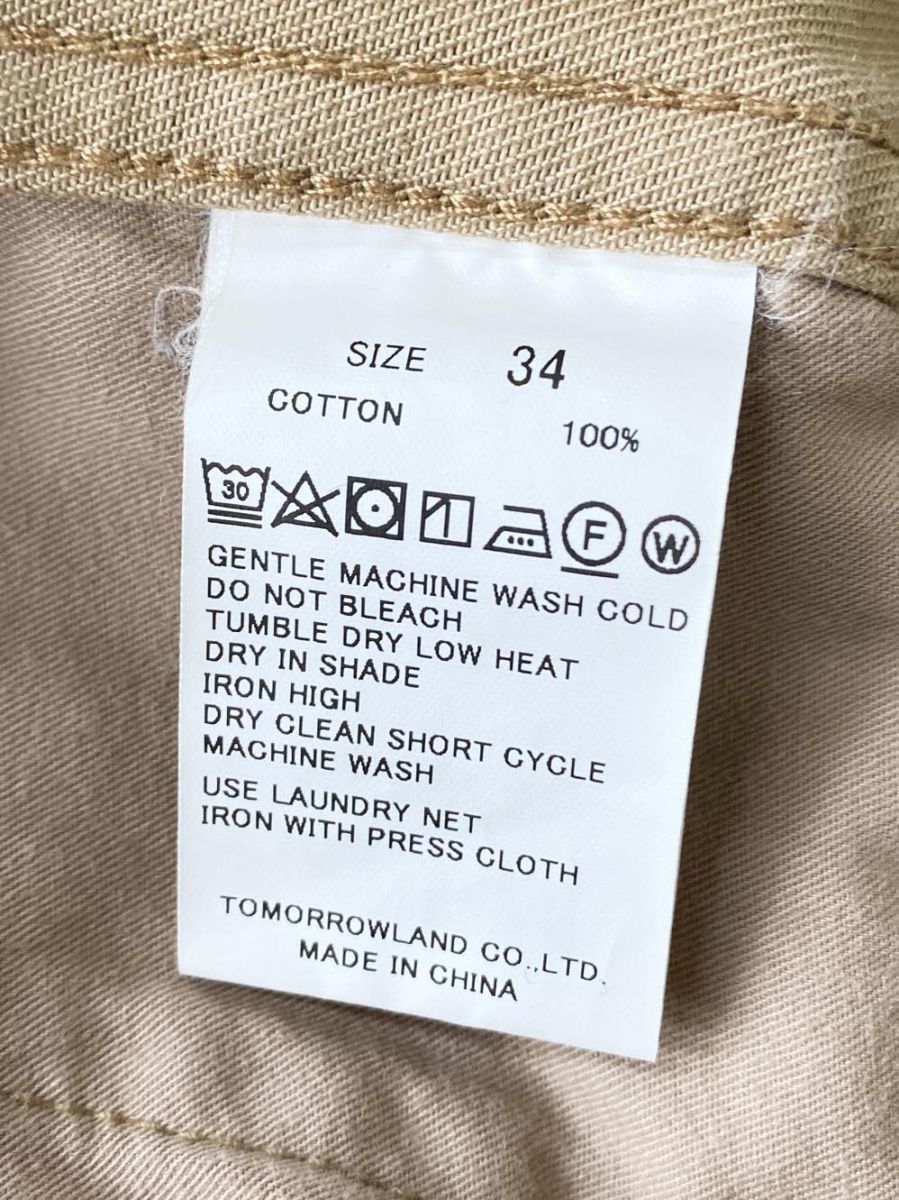 SIZE 34
COTTON 100%
30 F W
GENTLE MACHINE WASH COLD
DO NOT BLEACH
TUMBLE DRY LOW HEAT
DRY IN SHADE
IRON HIGH
DRY CLEAN SHORT CYCLE
MACHINE WASH
USE LAUNDRY NET
IRON WITH PRESS CLOTH
TOMORROWLAND CO.,LTD.
MADE IN CHINA